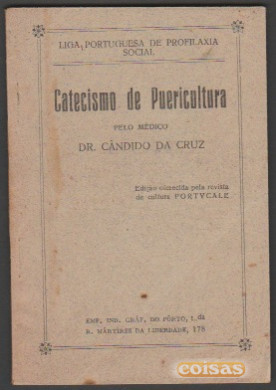 LIGA PORTUGUESA DE PROFILAXIA
SOCIAL
Catecismo de Puericultura
PELO MÉDICO
DR. CÂNDIDO DA CRUZ
Edição oferecida pela revista
de cultura PORTVCALE
EMP. IND. GRÁF. DO PÔRTO, L.da
R. MÁRTIRES DA LIBERDADE, 178
coisas